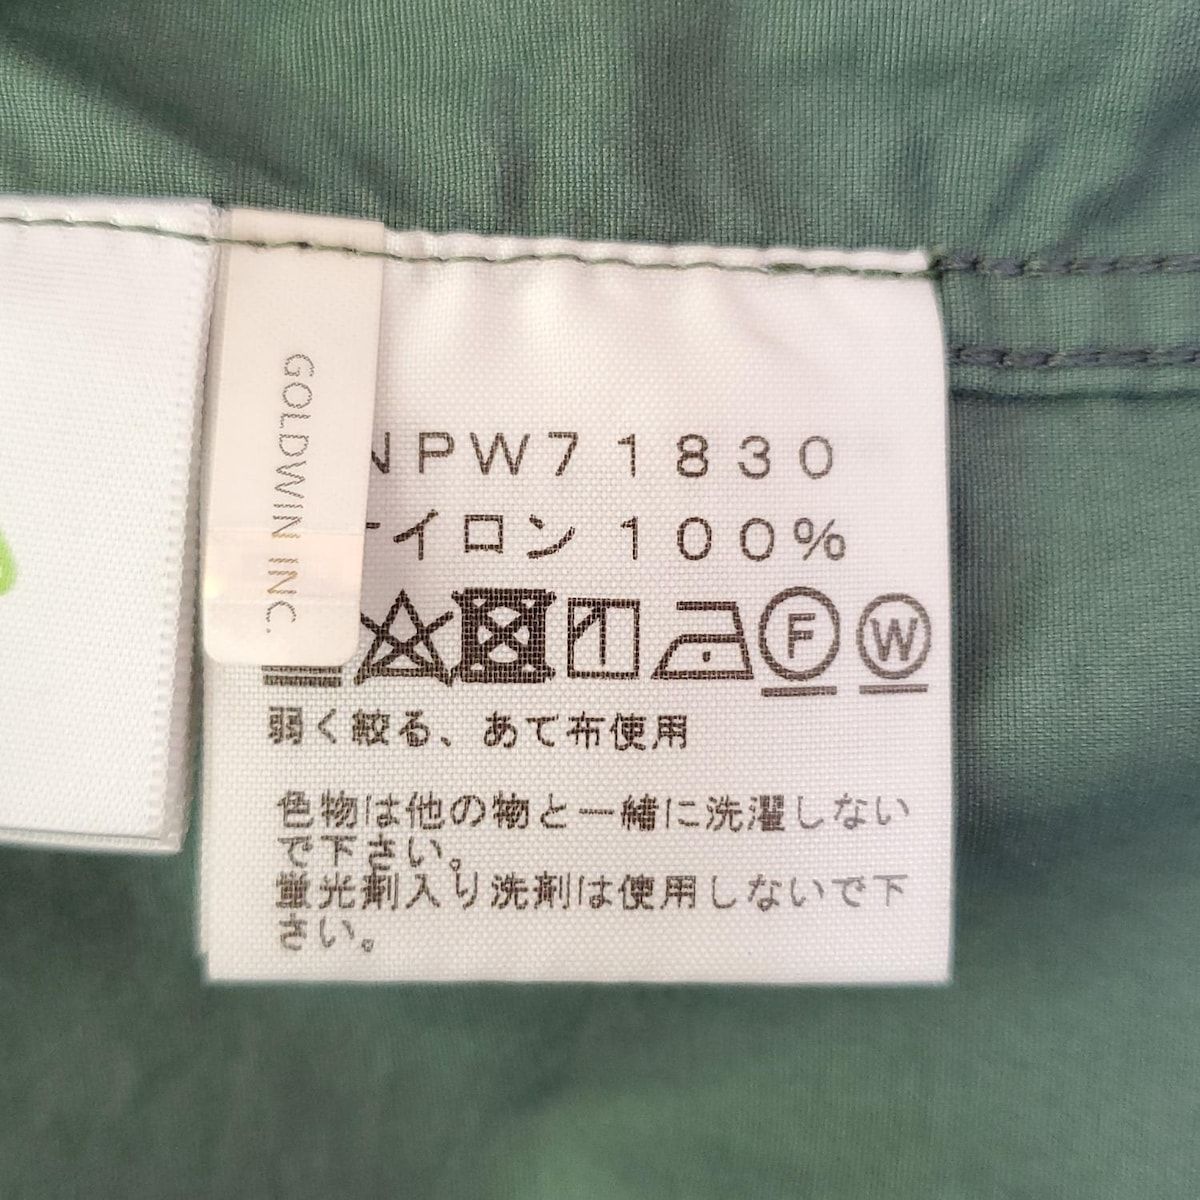 GOLDWIN INC.
NPW71830
ナイロン 100%
F W
弱く絞る、あて布使用
色物は他の物と一緒に洗濯しない
で下さい。
蛍光剤入り洗剤は使用しないで下
さい。